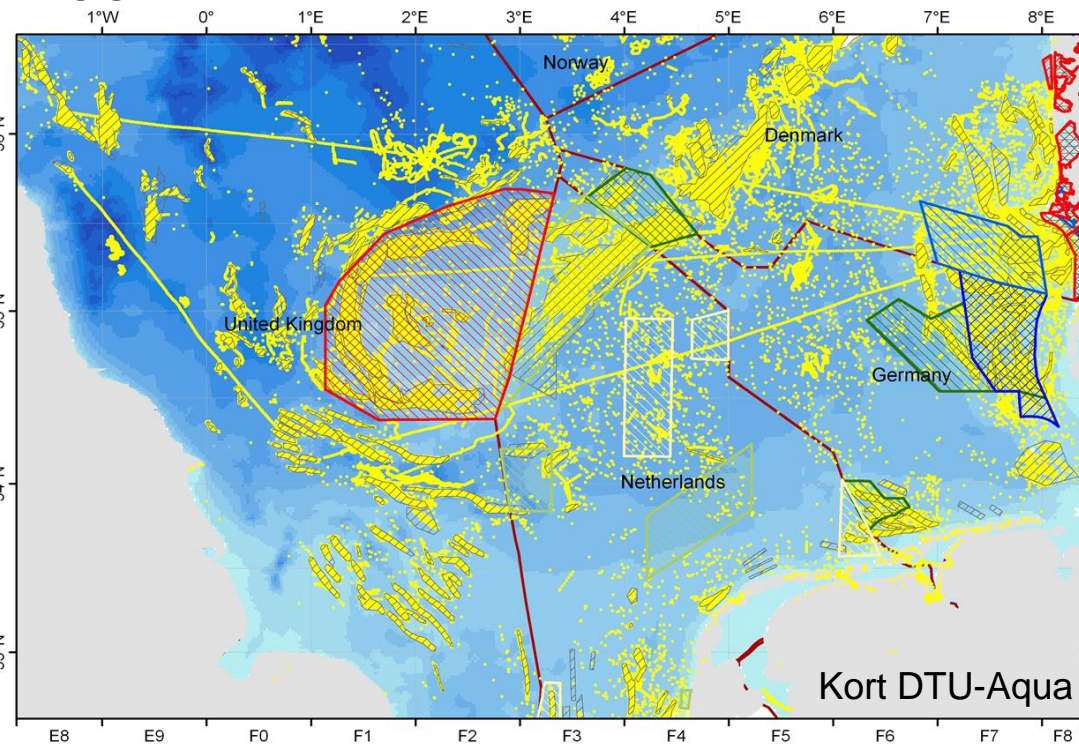 1°W 0° 1°E 2°E 3°E 4°E 5°E 6°E 7°E 8°E
Norway
Denmark
United Kingdom
Germany
Netherlands
Kort DTU-Aqua
E8 E9 F0 F1 F2 F3 F4 F5 F6 F7 F8